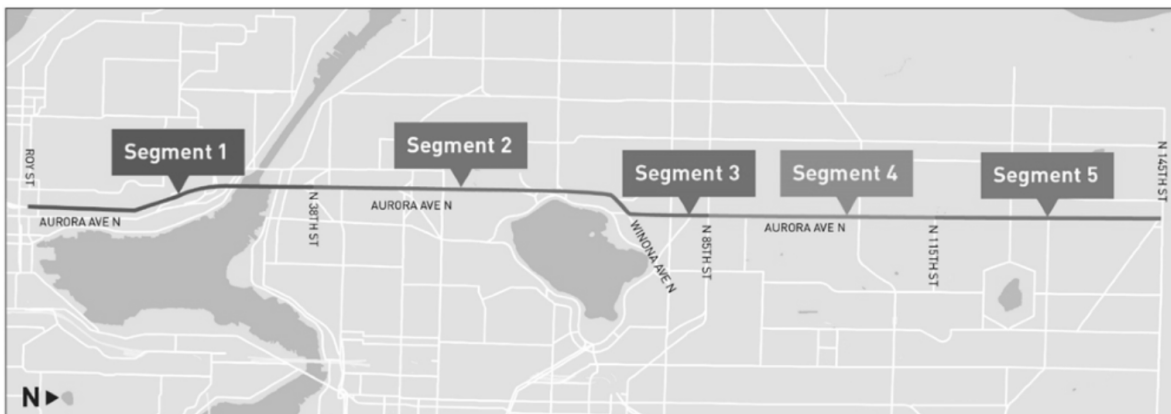 Segment 1
Segment 2
Segment 3
Segment 4
Segment 5
ROY ST
AURORA AVE N
N 38TH ST
AURORA AVE N
WINONA AVE N
N 85TH ST
AURORA AVE N
N 115TH ST
N 145TH ST
N